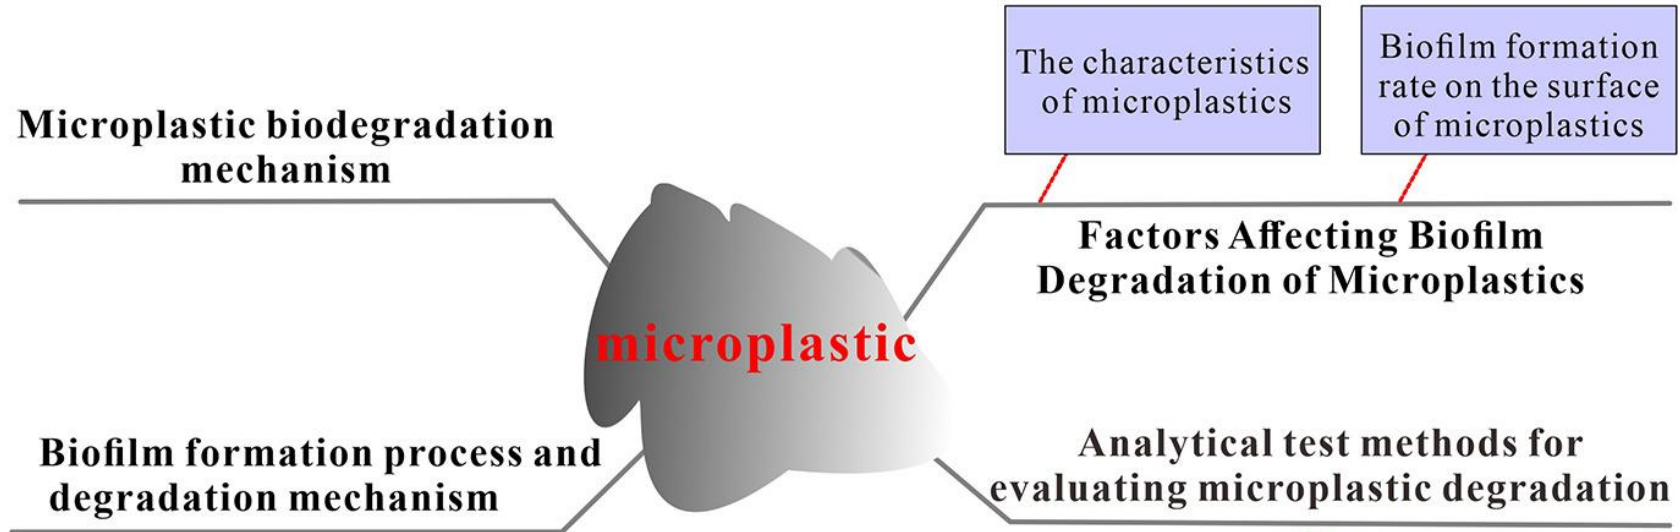 Microplastic biodegradation
mechanism
The characteristics
of microplastics
Biofilm formation
rate on the surface
of microplastics
Factors Affecting Biofilm
Degradation of Microplastics
microplastic
Biofilm formation process and
degradation mechanism
Analytical test methods for
evaluating microplastic degradation